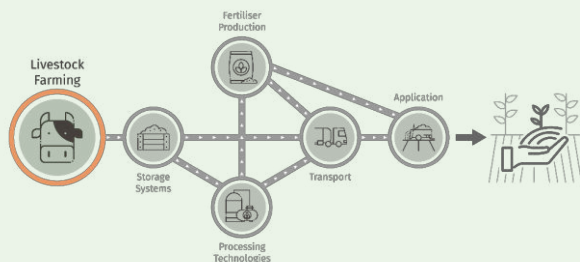 Fertiliser
Production
Livestock
Farming
Application
Storage
Systems
Transport
Processing
Technologies